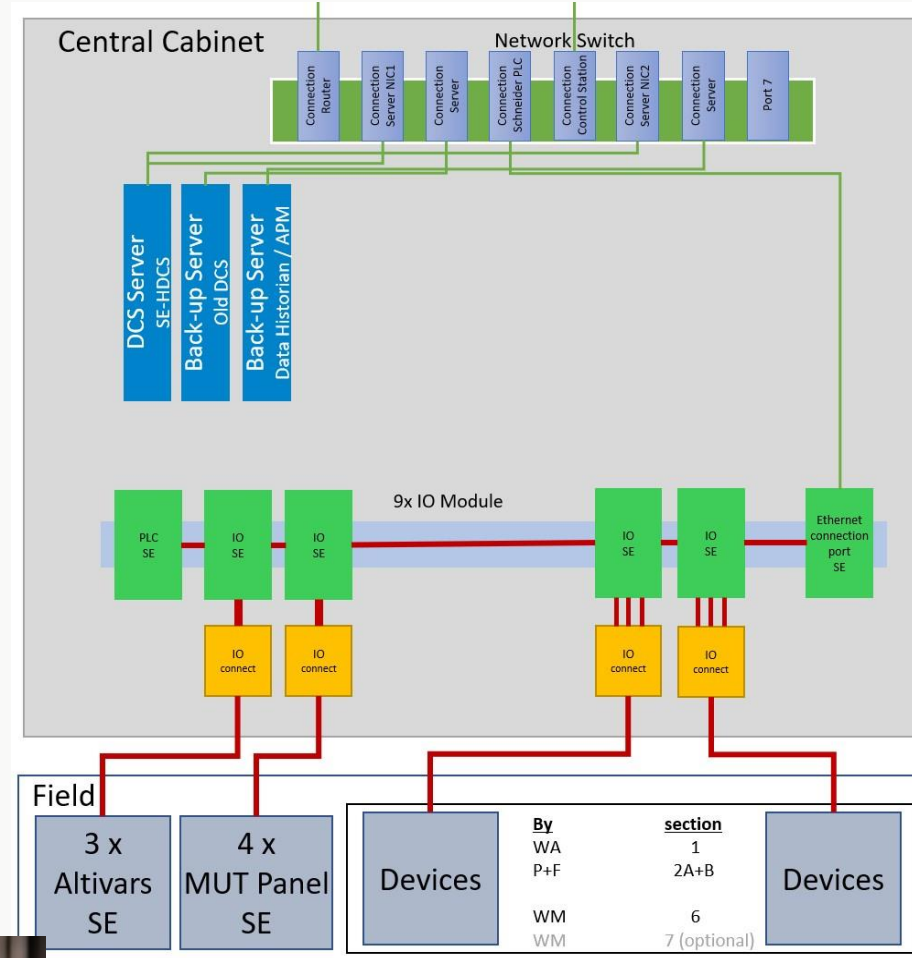 Central Cabinet
Network Switch
Connection
Router
Connection
Server NIC1
Connection
Server
Connection
Schneider PLC
Connection
Control Station
Connection
Server NIC2
Connection
Server
Port 7
DCS Server
SE-HDCS
Back-up Server
Old DCS
Back-up Server
Data Historian / APM
9x IO Module
PLC
SE
IO
SE
IO
SE
IO
SE
IO
SE
Ethernet
connection
port
SE
IO
connect
IO
connect
IO
connect
IO
connect
Field
3 x
Altivars
SE
4 x
MUT Panel
SE
Devices
By section
WA 1
P+F 2A+B
WM 6
WM 7 (optional)
Devices